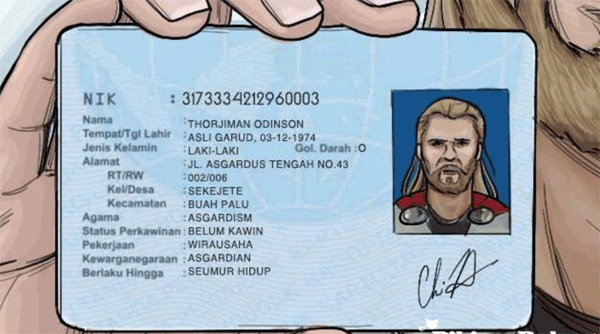 NIK : 3173334212960003
Nama : THORJIMAN ODINSON
Tempat/Tgl Lahir : ASLI GARUD, 03-12-1974
Jenis Kelamin : LAKI-LAKI Gol. Darah :O
Alamat : JL. ASGARDUS TENGAH NO.43
RT/RW : 002/006
Kel/Desa : SEKEJETE
Kecamatan : BUAH PALU
Agama : ASGARDISM
Status Perkawinan : BELUM KAWIN
Pekerjaan : WIRAUSAHA
Kewarganegaraan : ASGARDIAN
Berlaku Hingga : SEUMUR HIDUP